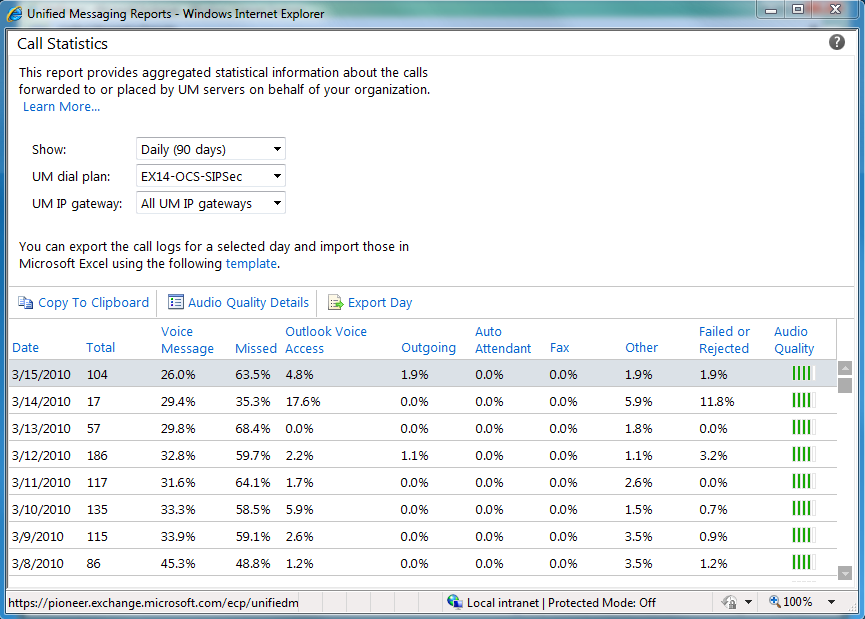 Unified Messaging Reports - Windows Internet Explorer
Call Statistics
?
This report provides aggregated statistical information about the calls
forwarded to or placed by UM servers on behalf of your organization.
Learn More...
Show: Daily (90 days)
UM dial plan: EX14-OCS-SIPSec
UM IP gateway: All UM IP gateways
You can export the call logs for a selected day and import those in
Microsoft Excel using the following template.
Copy To Clipboard Audio Quality Details Export Day
Date Total Voice Message Missed Outlook Voice Access Outgoing Auto Attendant Fax Other Failed or Rejected Audio Quality
3/15/2010 104 26.0% 63.5% 4.8% 1.9% 0.0% 0.0% 1.9% 1.9%
3/14/2010 17 29.4% 35.3% 17.6% 0.0% 0.0% 0.0% 5.9% 11.8%
3/13/2010 57 29.8% 68.4% 0.0% 0.0% 0.0% 0.0% 1.8% 0.0%
3/12/2010 186 32.8% 59.7% 2.2% 1.1% 0.0% 0.0% 1.1% 3.2%
3/11/2010 117 31.6% 64.1% 1.7% 0.0% 0.0% 0.0% 2.6% 0.0%
3/10/2010 135 33.3% 58.5% 5.9% 0.0% 0.0% 0.0% 1.5% 0.7%
3/9/2010 115 33.9% 59.1% 2.6% 0.0% 0.0% 0.0% 3.5% 0.9%
3/8/2010 86 45.3% 48.8% 1.2% 0.0% 0.0% 0.0% 3.5% 1.2%
https://pioneer.exchange.microsoft.com/ecp/unifiedm Local intranet | Protected Mode: Off 100%